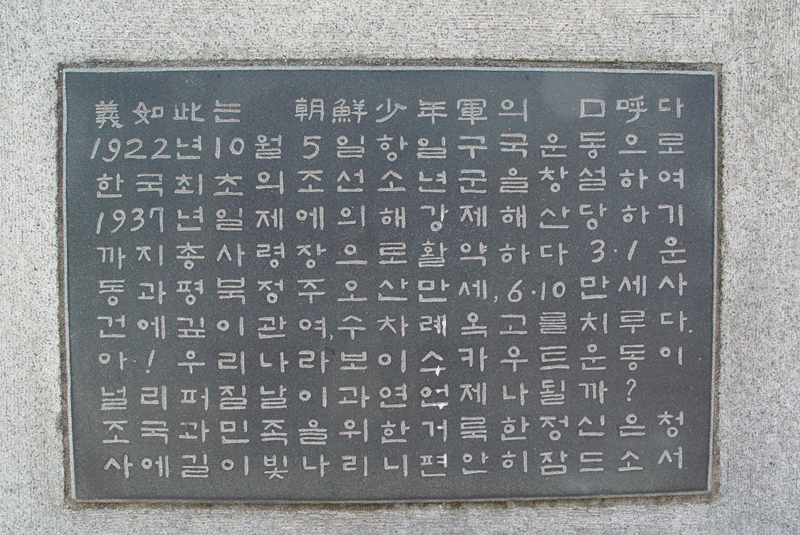 義如此는 朝鮮少年軍의 口呼다
1922년 10월 5일 항일구국운동으로
한국최초의조선소년군을창설하여
1937년일제에의해강제해산당하기
까지총사령장으로활약하다 3·1 운
동과평북정주오산만세, 6·10 만세사
건에깊이관여, 수차례옥고를치루다.
아! 우리나라보이스카우트운동이
널리퍼질날이과연언제나될까?
조국과민족을위한거룩한정신은청
사에길이빛나리니편안히잠드소서